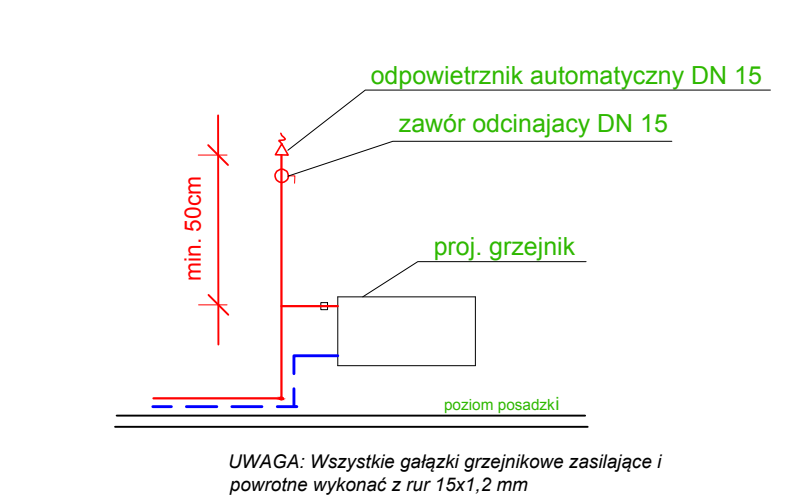 odpowietrznik automatyczny DN 15
zawór odcinajacy DN 15
min. 50cm
proj. grzejnik
poziom posadzki
UWAGA: Wszystkie gałązki grzejnikowe zasilające i
powrotne wykonać z rur 15x1,2 mm